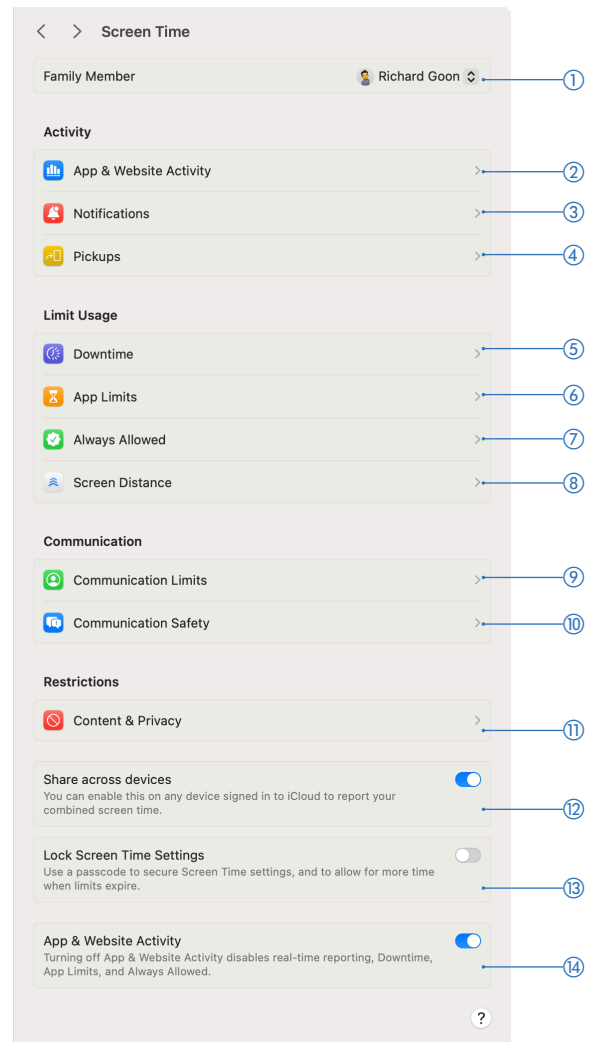 Screen Time
Family Member Richard Goon ①
Activity
App & Website Activity ②
Notifications ③
Pickups ④
Limit Usage
Downtime ⑤
App Limits ⑥
Always Allowed ⑦
Screen Distance ⑧
Communication
Communication Limits ⑨
Communication Safety ⑩
Restrictions
Content & Privacy ⑪
Share across devices
You can enable this on any device signed in to iCloud to report your
combined screen time. ⑫
Lock Screen Time Settings
Use a passcode to secure Screen Time settings, and to allow for more time
when limits expire. ⑬
App & Website Activity
Turning off App & Website Activity disables real-time reporting, Downtime,
App Limits, and Always Allowed. ⑭
?